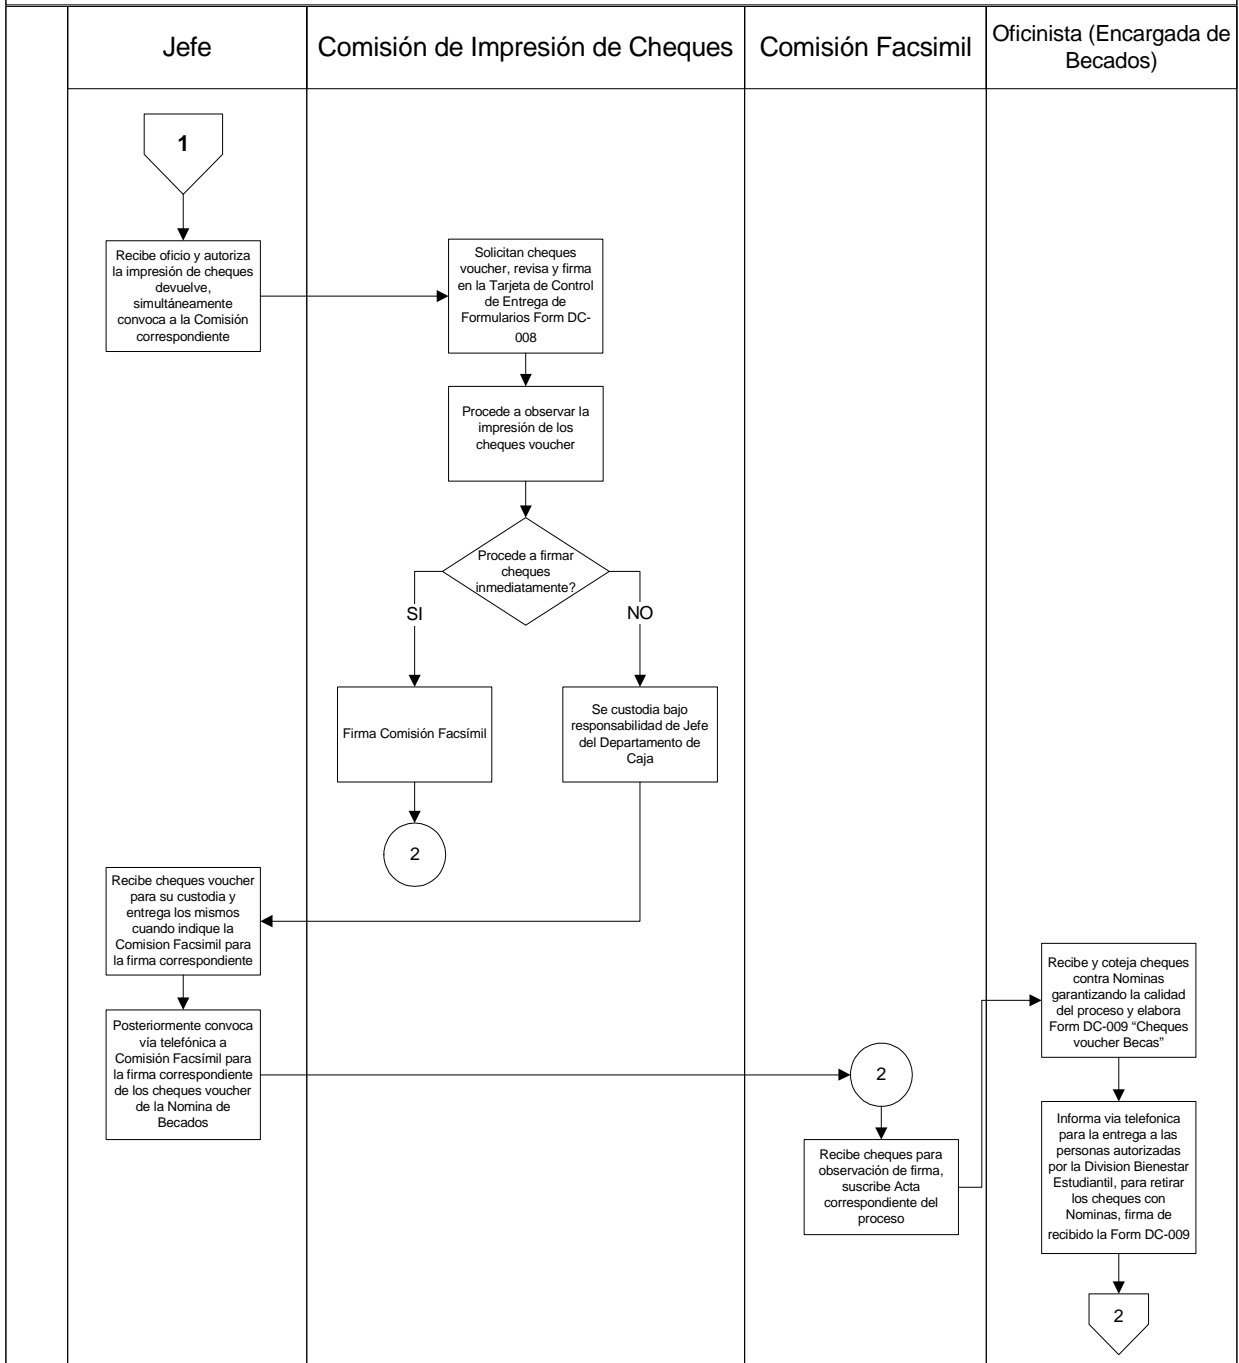 Jefe
Comisión de Impresión de Cheques
Comisión Facsimil
Oficinista (Encargada de
Becados)
1
Recibe oficio y autoriza
la impresión de cheques
devuelve,
simultáneamente
convoca a la Comisión
correspondiente
Solicitan cheques
voucher, revisa y firma
en la Tarjeta de Control
de Entrega de
Formularios Form DC-
008
Procede a observar la
impresión de los
cheques voucher
Procede a firmar
cheques
inmediatamente?
SI
NO
Firma Comisión Facsímil
Se custodia bajo
responsabilidad de Jefe
del Departamento de
Caja
2
Recibe cheques voucher
para su custodia y
entrega los mismos
cuando indique la
Comision Facsimil para
la firma correspondiente
Posteriormente convoca
vía telefónica a
Comisión Facsímil para
la firma correspondiente
de los cheques voucher
de la Nomina de
Becados
2
Recibe cheques para
observación de firma,
suscribe Acta
correspondiente del
proceso
Recibe y coteja cheques
contra Nominas
garantizando la calidad
del proceso y elabora
Form DC-009 “Cheques
voucher Becas”
Informa via telefonica
para la entrega a las
personas autorizadas
por la Division Bienestar
Estudiantil, para retirar
los cheques con
Nominas, firma de
recibido la Form DC-009
2